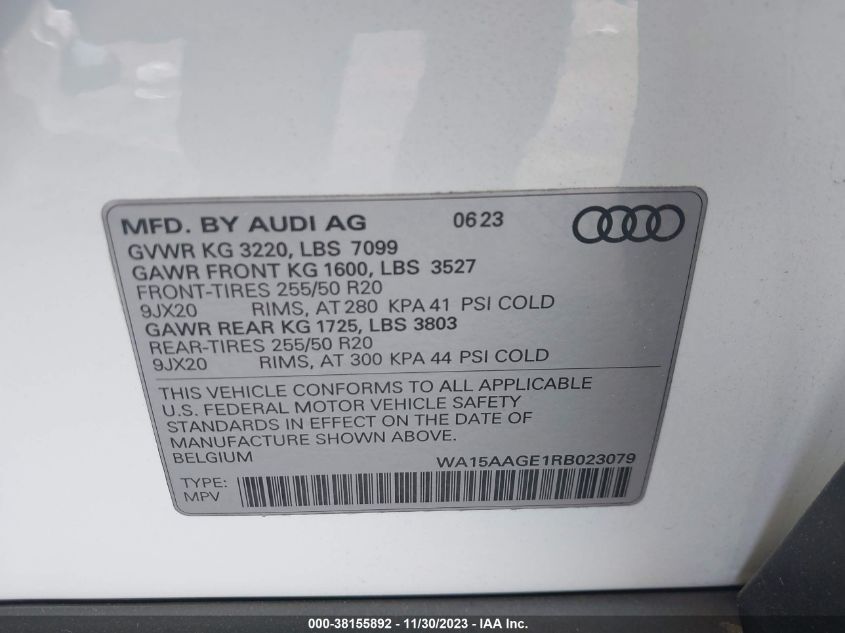 MFD. BY AUDI AG 06 23
GVWR KG 3220, LBS 7099
GAWR FRONT KG 1600, LBS 3527
FRONT-TIRES 255/50 R20
9JX20 RIMS, AT 280 KPA 41 PSI COLD
GAWR REAR KG 1725, LBS 3803
REAR-TIRES 255/50 R20
9JX20 RIMS, AT 300 KPA 44 PSI COLD
THIS VEHICLE CONFORMS TO ALL APPLICABLE
U.S. FEDERAL MOTOR VEHICLE SAFETY
STANDARDS IN EFFECT ON THE DATE OF
MANUFACTURE SHOWN ABOVE.
BELGIUM WA15AAGE1RB023079
TYPE:
MPV
000-38155892 - 11/30/2023 - IAA Inc.